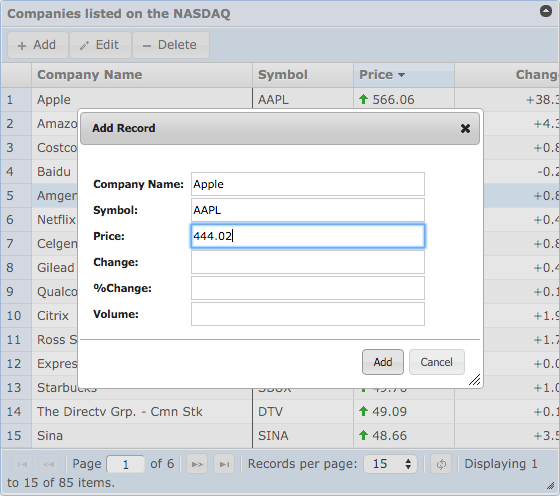 Companies listed on the NASDAQ
Add Edit Delete
Company Name Symbol Price Change
1 Apple AAPL 566.06 +38.3
2 Amazo +4.3
3 Costco +0.8
4 Baidu -0.2
5 Amgen +0.8
6 Netflix +0.4
7 Celgen +0.8
8 Gilead +0.4
9 Qualco +0.1
10 Citrix +1.9
11 Ross S +1.7
12 Expres +0.0
13 Starbucks SBUX 49.70 +1.0
14 The Directv Grp. - Cmn Stk DTV 49.09 +0.1
15 Sina SINA 48.66 +3.5
Add Record
Company Name: Apple
Symbol: AAPL
Price: 444.02
Change:
%Change:
Volume:
Add Cancel
Page 1 of 6 Records per page: 15 Displaying 1
to 15 of 85 items.